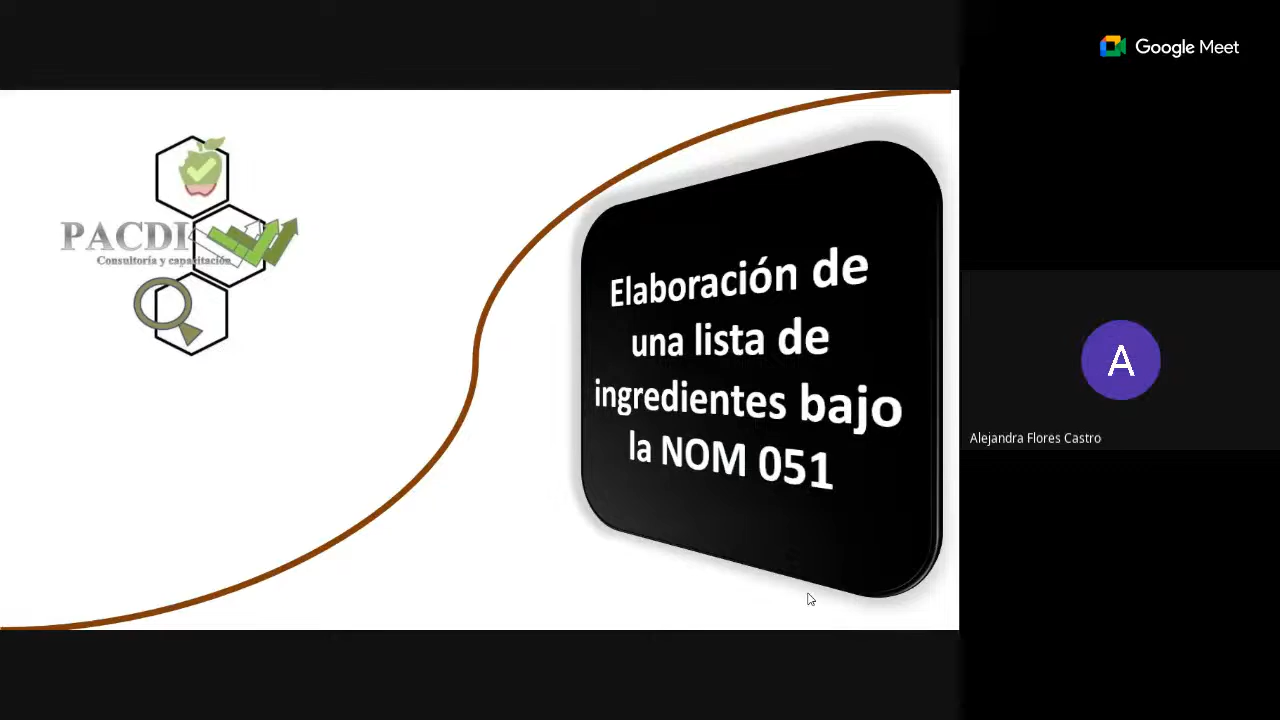 Google Meet
PACDI
Consultoría y capacitación
Elaboración de
una lista de
ingredientes bajo
la NOM 051
A
Alejandra Flores Castro